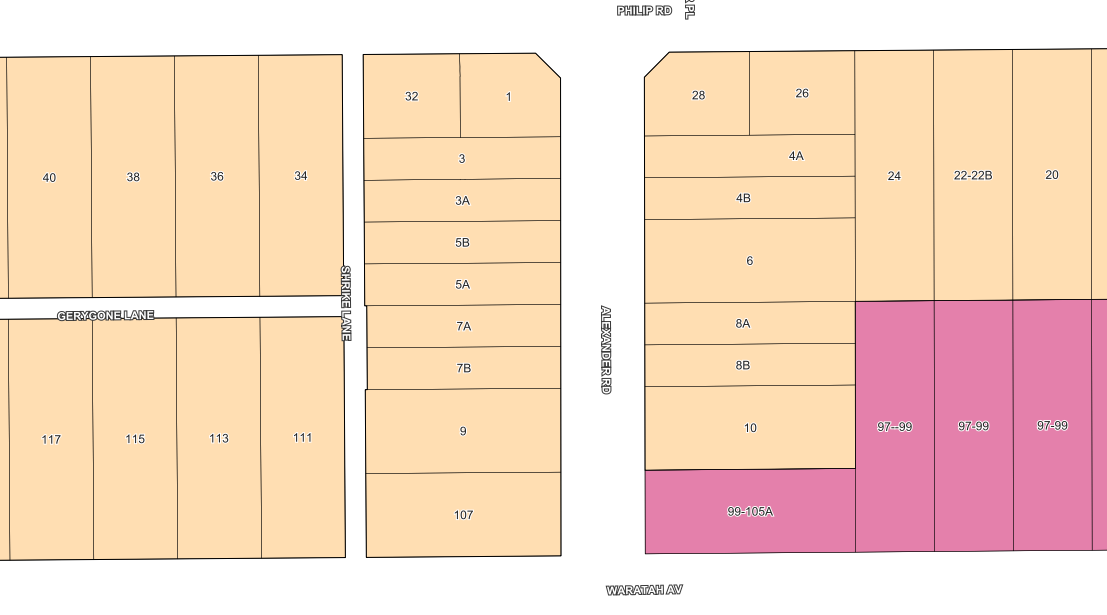 PHILIP RD
R PL
32
1
28
26
40
38
36
34
3
4A
24
22-22B
20
3A
4B
5B
6
5A
SHRIKE LANE
GERYGONE LANE
7A
8A
ALEXANDER RD
7B
8B
117
115
113
111
9
10
97--99
97-99
97-99
107
99-105A
WARATAH AV